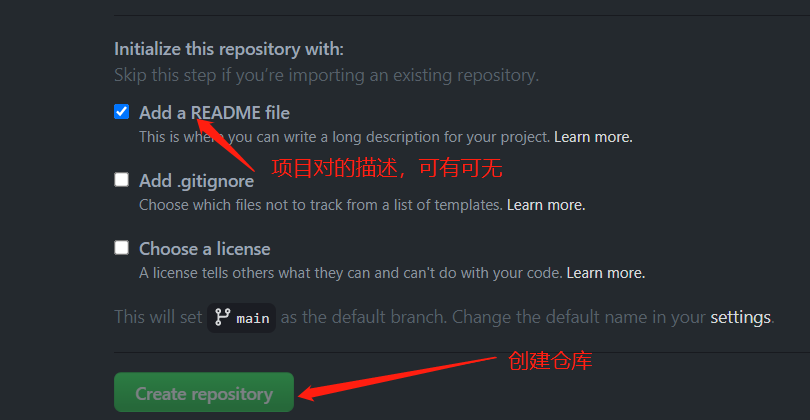 Initialize this repository with:
Skip this step if you're importing an existing repository.
Add a README file
This is where you can write a long description for your project. Learn more.
项目对的描述，可有可无
Add .gitignore
Choose which files not to track from a list of templates. Learn more.
Choose a license
A license tells others what they can and can't do with your code. Learn more.
This will set main as the default branch. Change the default name in your settings.
创建仓库
Create repository